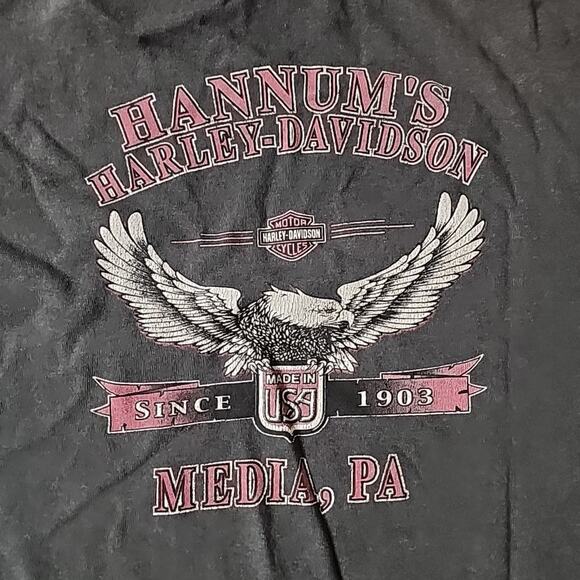 HANNUM'S
HARLEY-DAVIDSON
MOTOR
HARLEY-DAVIDSON
CYCLES
MADE IN
USA
SINCE 1903
MEDIA, PA